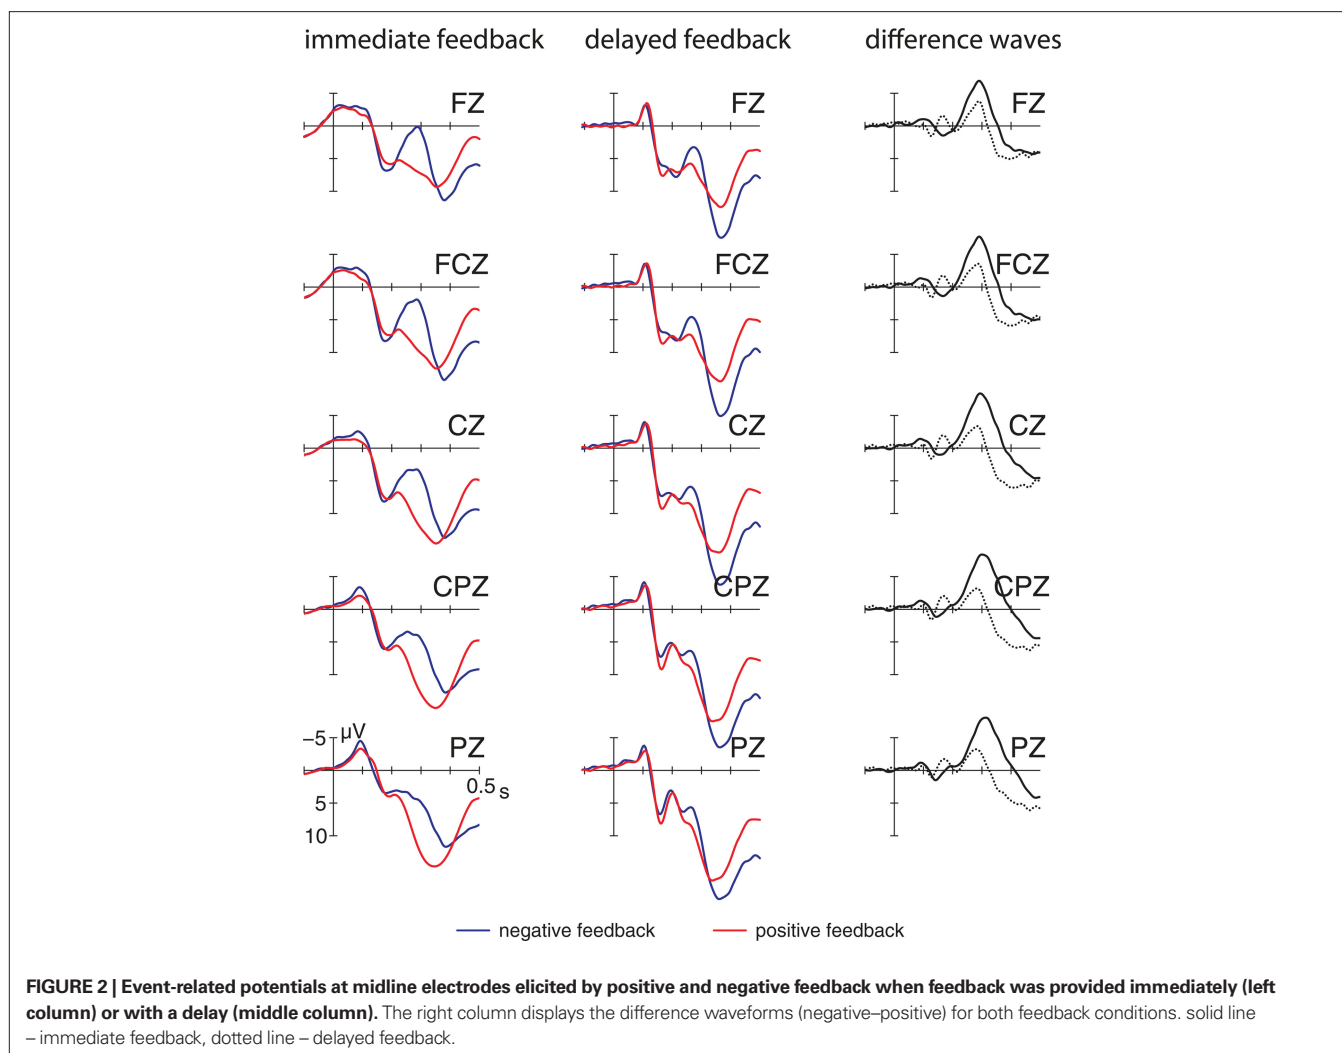 immediate feedback
delayed feedback
difference waves
FZ
FZ
FZ
FCZ
FCZ
FCZ
CZ
CZ
CZ
CPZ
CPZ
CPZ
–5 µV
PZ
PZ
PZ
0.5 s
5
10
negative feedback
positive feedback
FIGURE 2 | Event-related potentials at midline electrodes elicited by positive and negative feedback when feedback was provided immediately (left
column) or with a delay (middle column). The right column displays the difference waveforms (negative–positive) for both feedback conditions. solid line
– immediate feedback, dotted line – delayed feedback.